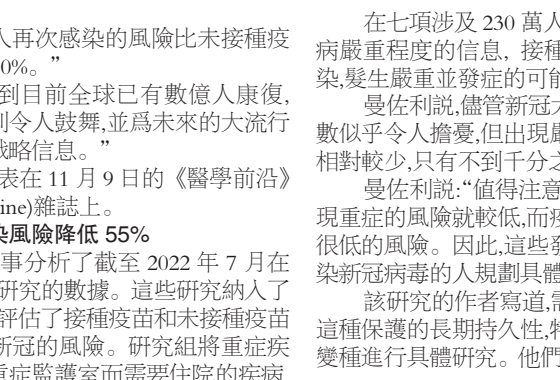 人再次感染的風險比未接種疫
0%。”
到目前全球已有數億人康復,
令人鼓舞,並爲未來的大流行
戰略信息。”
表在 11 月 9 日的《醫學前沿》
ine)雜誌上。
染風險降低 55%
事分析了截至 2022 年 7 月在
研究的數據。這些研究納入了
評估了接種疫苗和未接種疫苗
新冠的風險。研究組將重症疾
重症監護室而需要住院的疾病
在七項涉及 230 萬人
病嚴重程度的信息, 接種
染,髮生嚴重並發症的可能
曼佐利説,儘管新冠大
數似乎令人擔憂,但出現嚴
相對較少,只有不到千分之
曼佐利説:“值得注意
現重症的風險就較低,而疫
很低的風險。因此,這些發
染新冠病毒的人規劃具體
該研究的作者寫道,需
這種保護的長期持久性,特
變種進行具體研究。他們